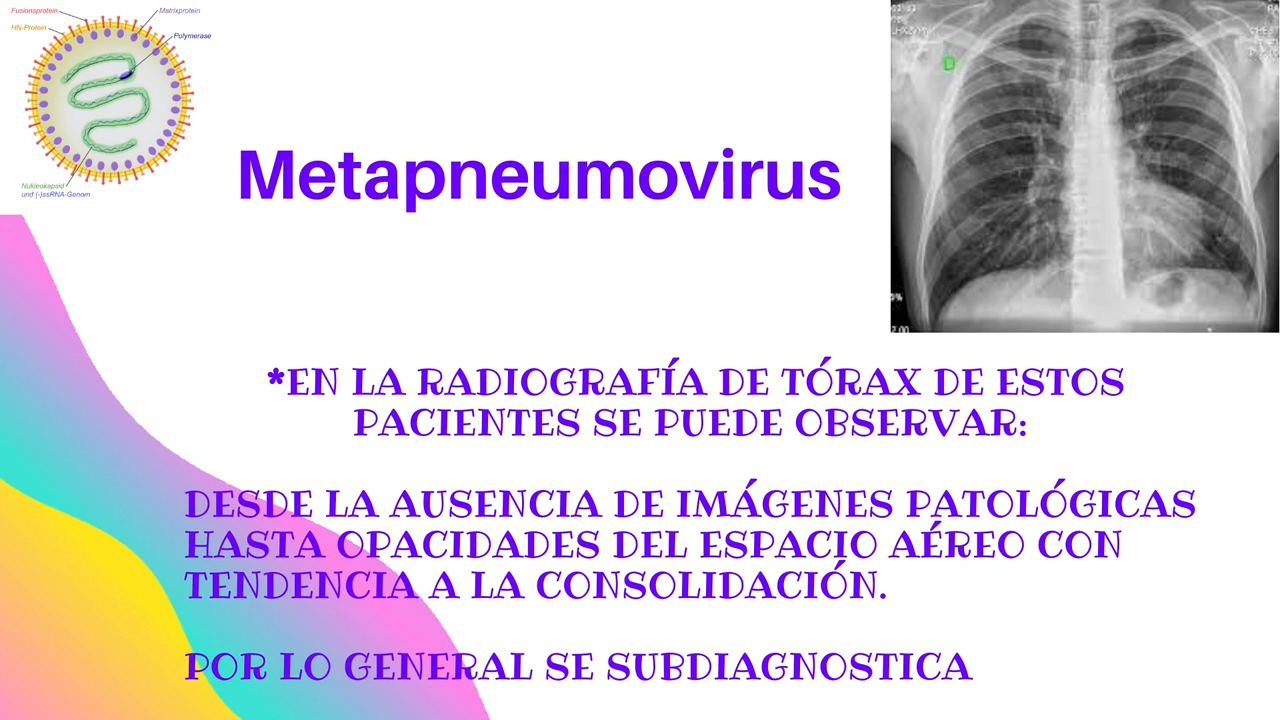 Fusionsprotein
Matrixprotein
HN-Protein
Polymerase
Nukleokapsid
und (-)ssRNA-Genom
Metapneumovirus
*EN LA RADIOGRAFÍA DE TÓRAX DE ESTOS
PACIENTES SE PUEDE OBSERVAR:
DESDE LA AUSENCIA DE IMÁGENES PATOLÓGICAS
HASTA OPACIDADES DEL ESPACIO AÉREO CON
TENDENCIA A LA CONSOLIDACIÓN.
POR LO GENERAL SE SUBDIAGNOSTICA